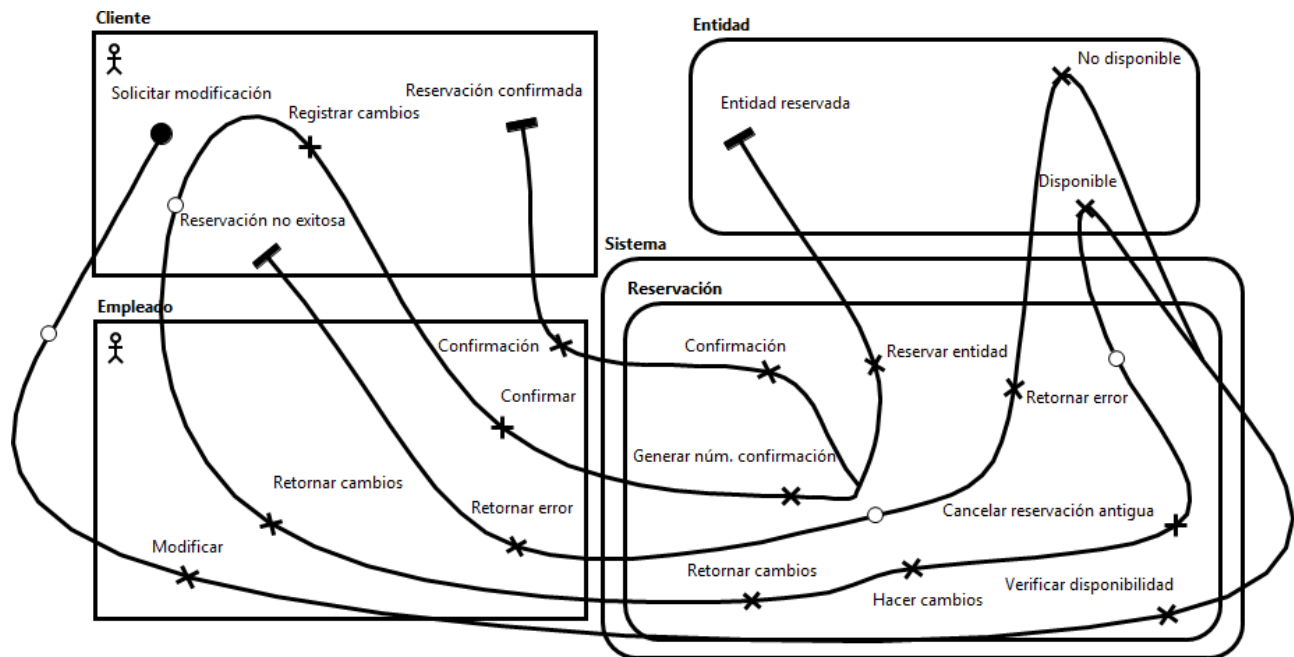 Cliente
Entidad
No disponible
Solicitar modificación
Reservación confirmada
Registrar cambios
Entidad reservada
Disponible
Reservación no exitosa
Sistema
Reservación
Empleado
Confirmación
Confirmación
Reservar entidad
Confirmar
Retornar error
Generar núm. confirmación
Retornar cambios
Retornar error
Cancelar reservación antigua
Modificar
Retornar cambios
Hacer cambios
Verificar disponibilidad